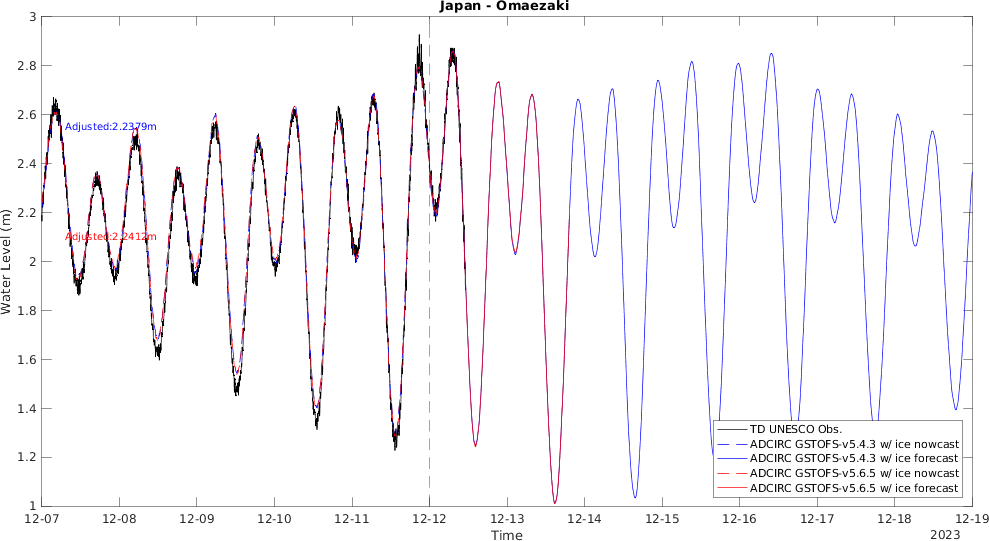 Japan - Omaezaki
3
2.8
2.6
2.4
2.2
2
1.8
1.6
1.4
1.2
1
Water Level (m)
Adjusted:2.2379m
Adjusted:2.2412m
TD UNESCO Obs.
ADCIRC GSTOFS-v5.4.3 w/ ice nowcast
ADCIRC GSTOFS-v5.4.3 w/ ice forecast
ADCIRC GSTOFS-v5.6.5 w/ ice nowcast
ADCIRC GSTOFS-v5.6.5 w/ ice forecast
12-07 12-08 12-09 12-10 12-11 12-12 12-13 12-14 12-15 12-16 12-17 12-18 12-19
Time
2023